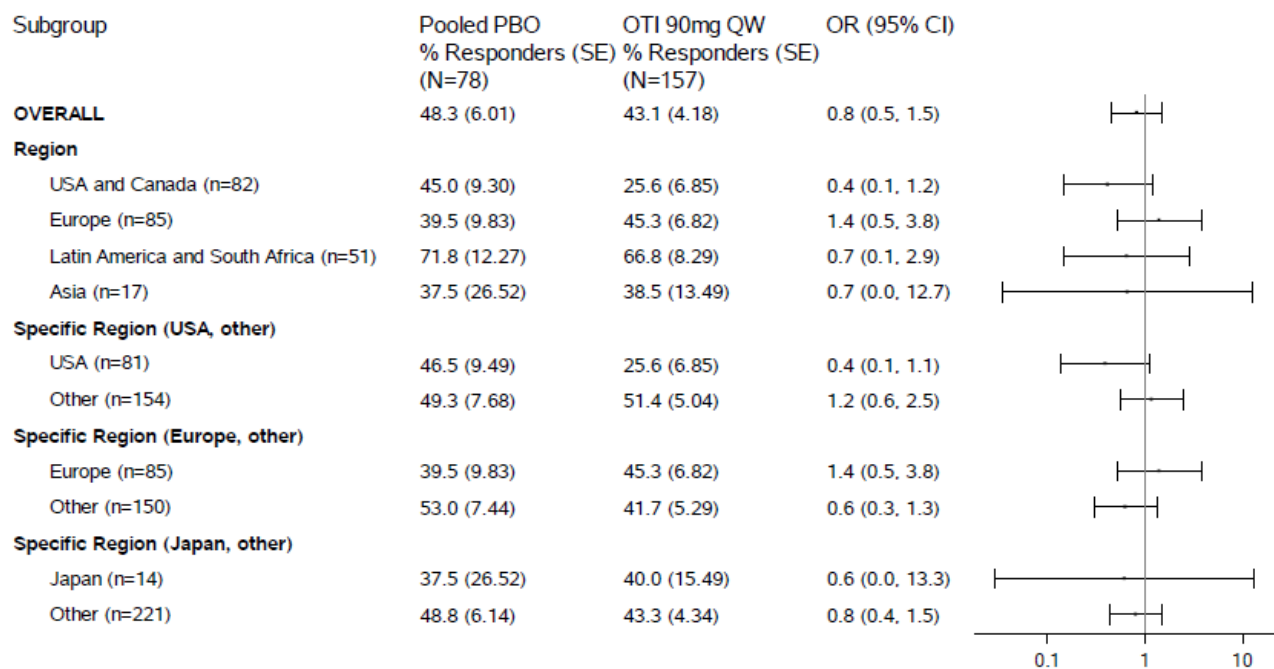 Subgroup Pooled PBO OTI 90mg QW OR (95% CI)
% Responders (SE) % Responders (SE)
(N=78) (N=157)
OVERALL 48.3 (6.01) 43.1 (4.18) 0.8 (0.5, 1.5)
Region
USA and Canada (n=82) 45.0 (9.30) 25.6 (6.85) 0.4 (0.1, 1.2)
Europe (n=85) 39.5 (9.83) 45.3 (6.82) 1.4 (0.5, 3.8)
Latin America and South Africa (n=51) 71.8 (12.27) 66.8 (8.29) 0.7 (0.1, 2.9)
Asia (n=17) 37.5 (26.52) 38.5 (13.49) 0.7 (0.0, 12.7)
Specific Region (USA, other)
USA (n=81) 46.5 (9.49) 25.6 (6.85) 0.4 (0.1, 1.1)
Other (n=154) 49.3 (7.68) 51.4 (5.04) 1.2 (0.6, 2.5)
Specific Region (Europe, other)
Europe (n=85) 39.5 (9.83) 45.3 (6.82) 1.4 (0.5, 3.8)
Other (n=150) 53.0 (7.44) 41.7 (5.29) 0.6 (0.3, 1.3)
Specific Region (Japan, other)
Japan (n=14) 37.5 (26.52) 40.0 (15.49) 0.6 (0.0, 13.3)
Other (n=221) 48.8 (6.14) 43.3 (4.34) 0.8 (0.4, 1.5)
0.1 1 10